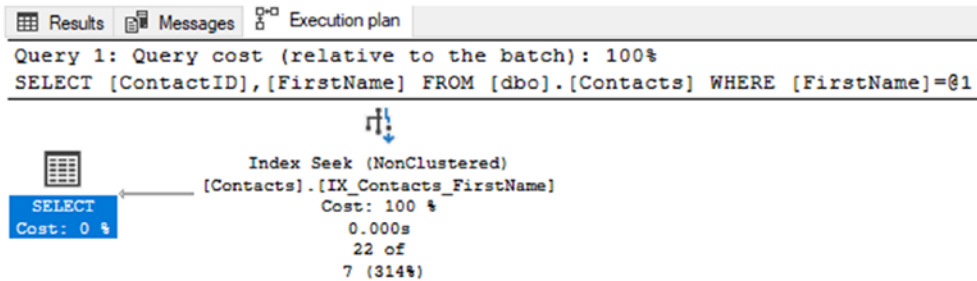 Results Messages Execution plan
Query 1: Query cost (relative to the batch): 100%
SELECT [ContactID],[FirstName] FROM [dbo].[Contacts] WHERE [FirstName]=@1
Index Seek (NonClustered)
[Contacts].[IX_Contacts_FirstName]
Cost: 100 %
0.000s
22 of
7 (314%)
SELECT
Cost: 0 %